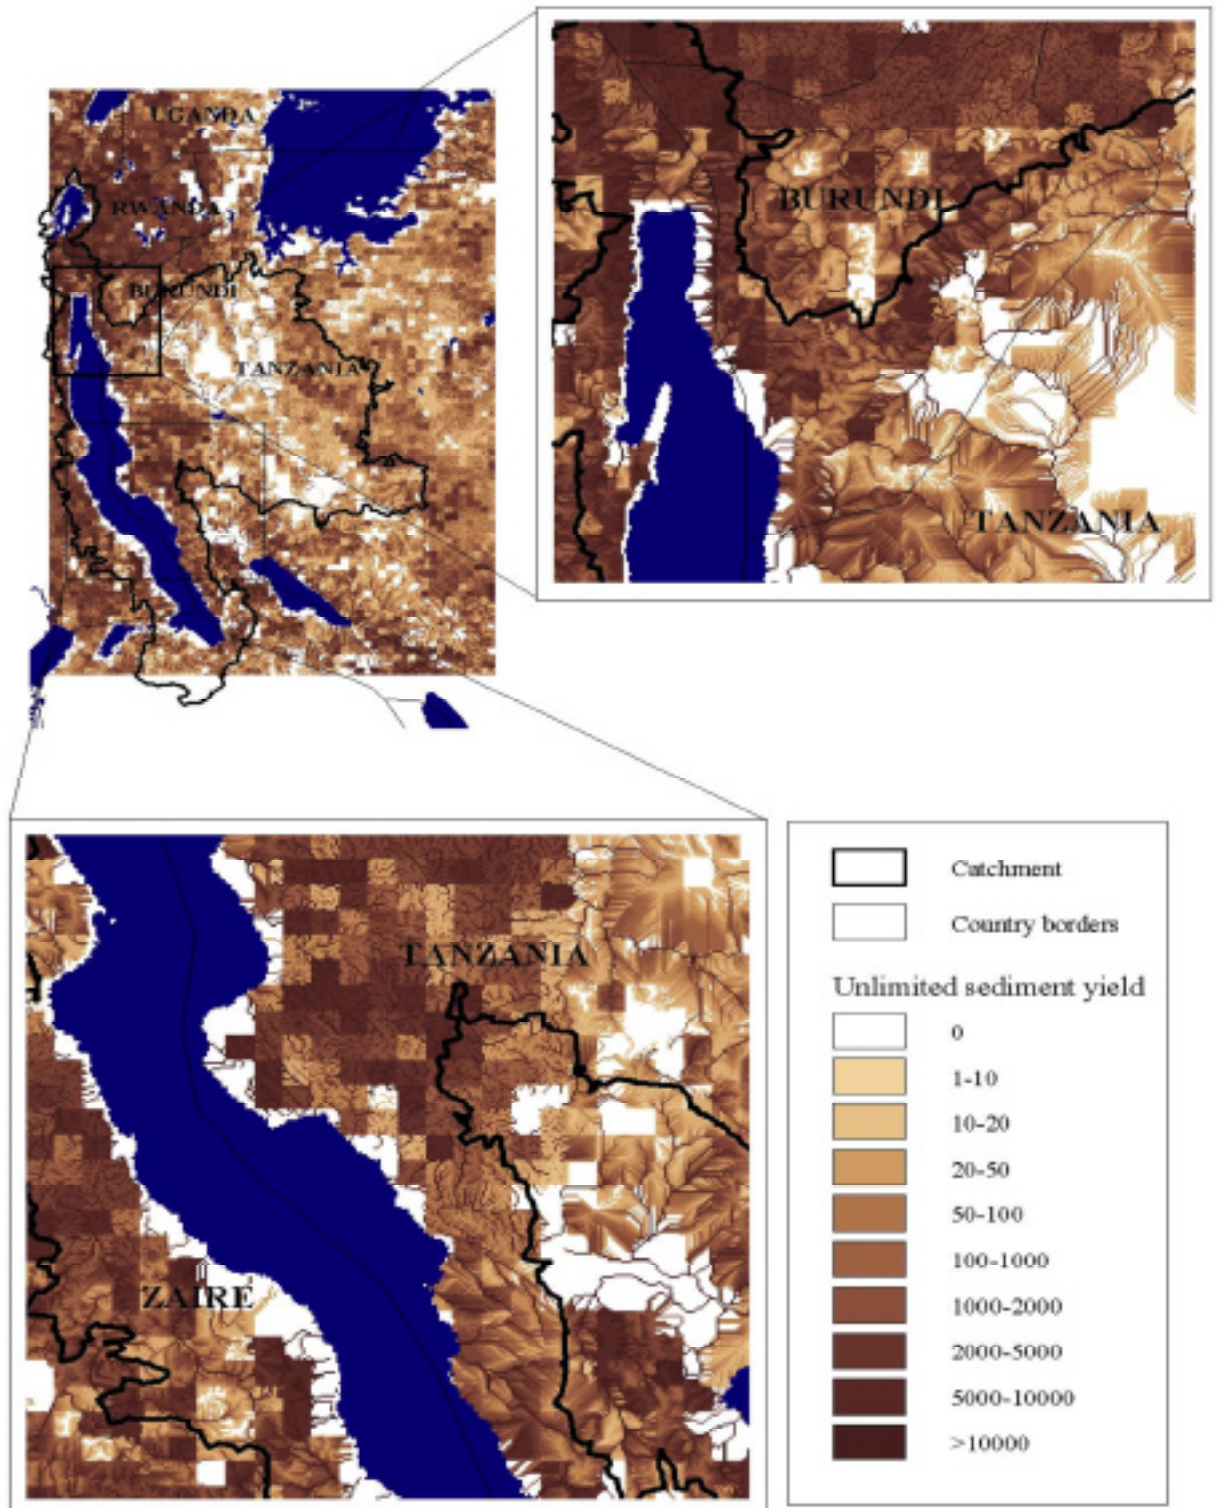 UGANDA
RWANDA
BURUNDI
TANZANIA
BURUNDI
TANZANIA
TANZANIA
ZAIRE
Catchment
Country borders
Unlimited sediment yield
0
1-10
10-20
20-50
50-100
100-1000
1000-2000
2000-5000
5000-10000
>10000